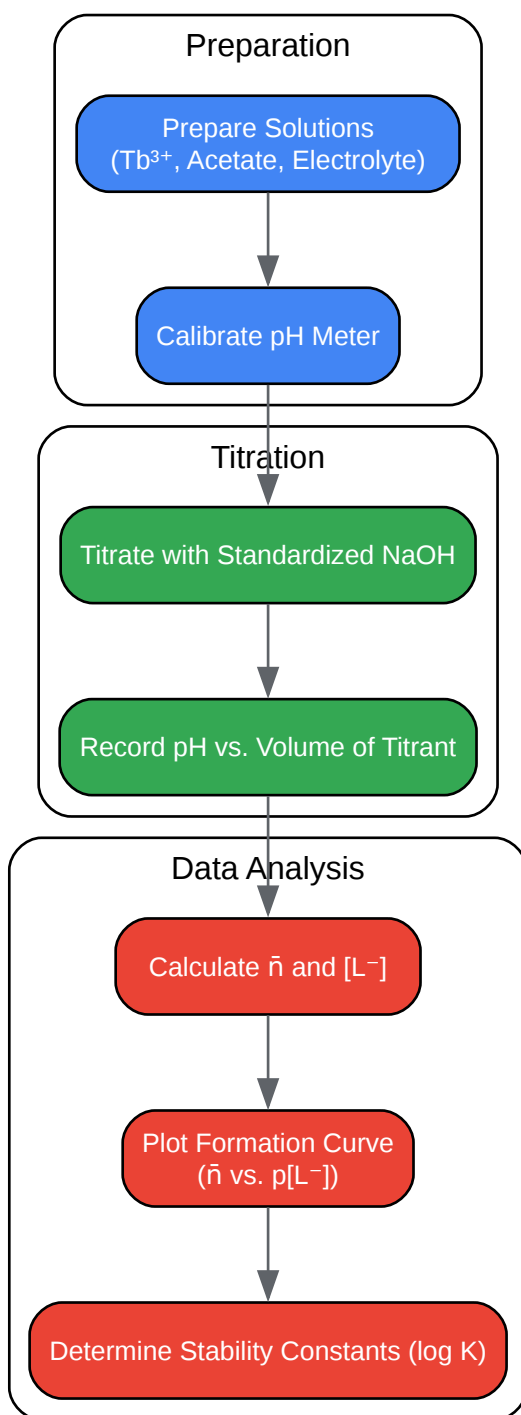 Preparation
Prepare Solutions
(Tb³⁺, Acetate, Electrolyte)
Calibrate pH Meter
Titration
Titrate with Standardized NaOH
Record pH vs. Volume of Titrant
Data Analysis
Calculate n̄ and [L⁻]
Plot Formation Curve
(n̄ vs. p[L⁻])
Determine Stability Constants (log K)